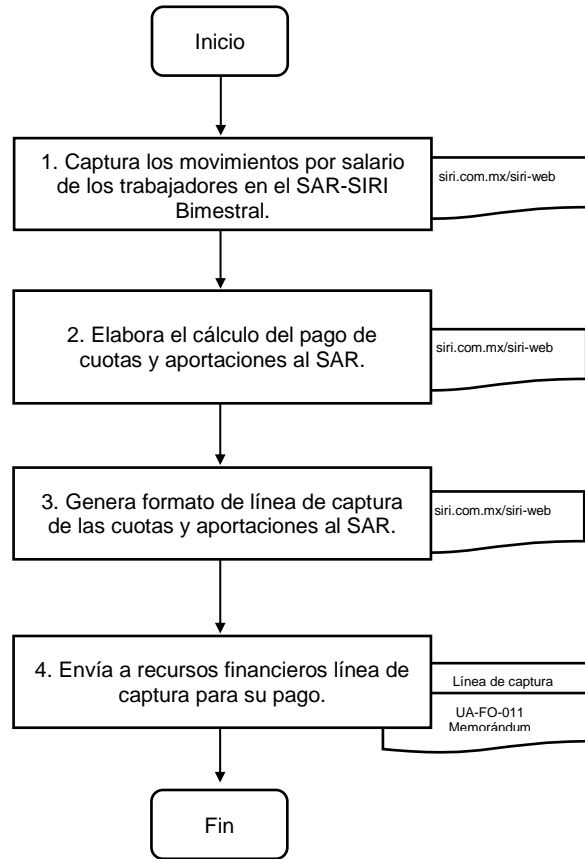 Inicio
1. Captura los movimientos por salario
de los trabajadores en el SAR-SIRI
Bimestral.
siri.com.mx/siri-web
2. Elabora el cálculo del pago de
cuotas y aportaciones al SAR.
siri.com.mx/siri-web
3. Genera formato de línea de captura
de las cuotas y aportaciones al SAR.
siri.com.mx/siri-web
4. Envía a recursos financieros línea de
captura para su pago.
Línea de captura
UA-FO-011
Memorándum
Fin